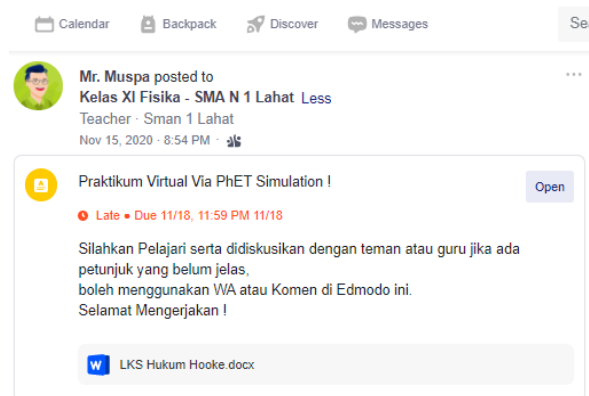 Calendar Backpack Discover Messages Sea
Mr. Muspa posted to
Kelas XI Fisika - SMA N 1 Lahat Less
Teacher · Sman 1 Lahat
Nov 15, 2020 · 8:54 PM ·
Praktikum Virtual Via PhET Simulation !
Open
Late • Due 11/18, 11:59 PM 11/18
Silahkan Pelajari serta didiskusikan dengan teman atau guru jika ada
petunjuk yang belum jelas,
boleh menggunakan WA atau Komen di Edmodo ini.
Selamat Mengerjakan !
W LKS Hukum Hooke.docx